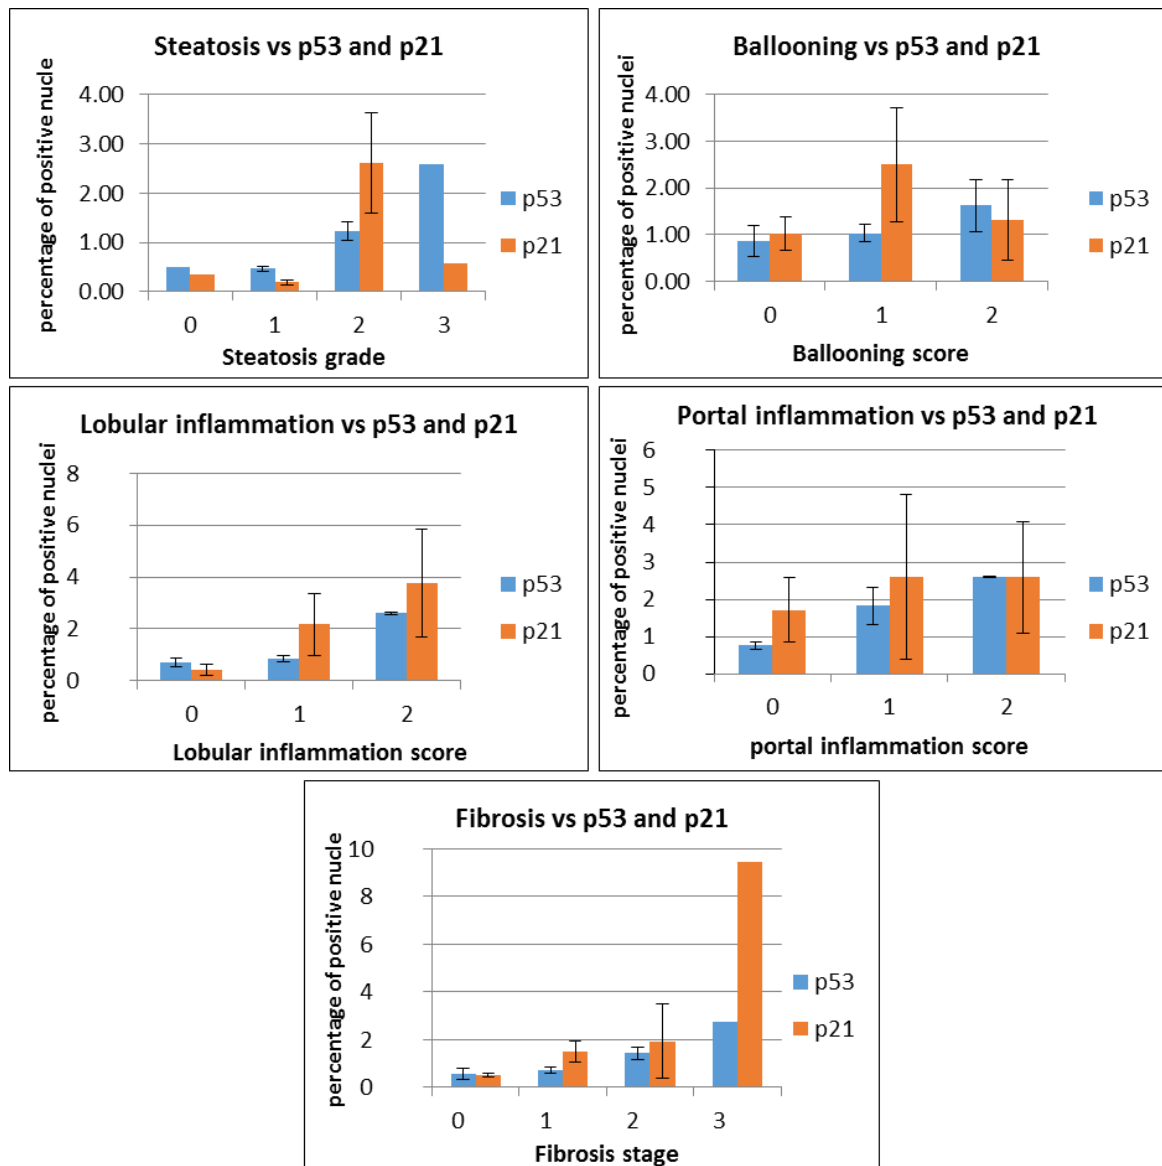 Steatosis vs p53 and p21
percentage of positive nucle
4.00
3.00
2.00
1.00
0.00
0 1 2 3
Steatosis grade
p53
p21
Ballooning vs p53 and p21
percentage of positive nuclei
4.00
3.00
2.00
1.00
0.00
0 1 2
Ballooning score
p53
p21
Lobular inflammation vs p53 and p21
percentage of positive nuclei
8
6
4
2
0
0 1 2
Lobular inflammation score
p53
p21
Portal inflammation vs p53 and p21
percentage of positive nuclei
6
5
4
3
2
1
0
0 1 2
portal inflammation score
p53
p21
Fibrosis vs p53 and p21
percentage of positive nucle
10
8
6
4
2
0
0 1 2 3
Fibrosis stage
p53
p21